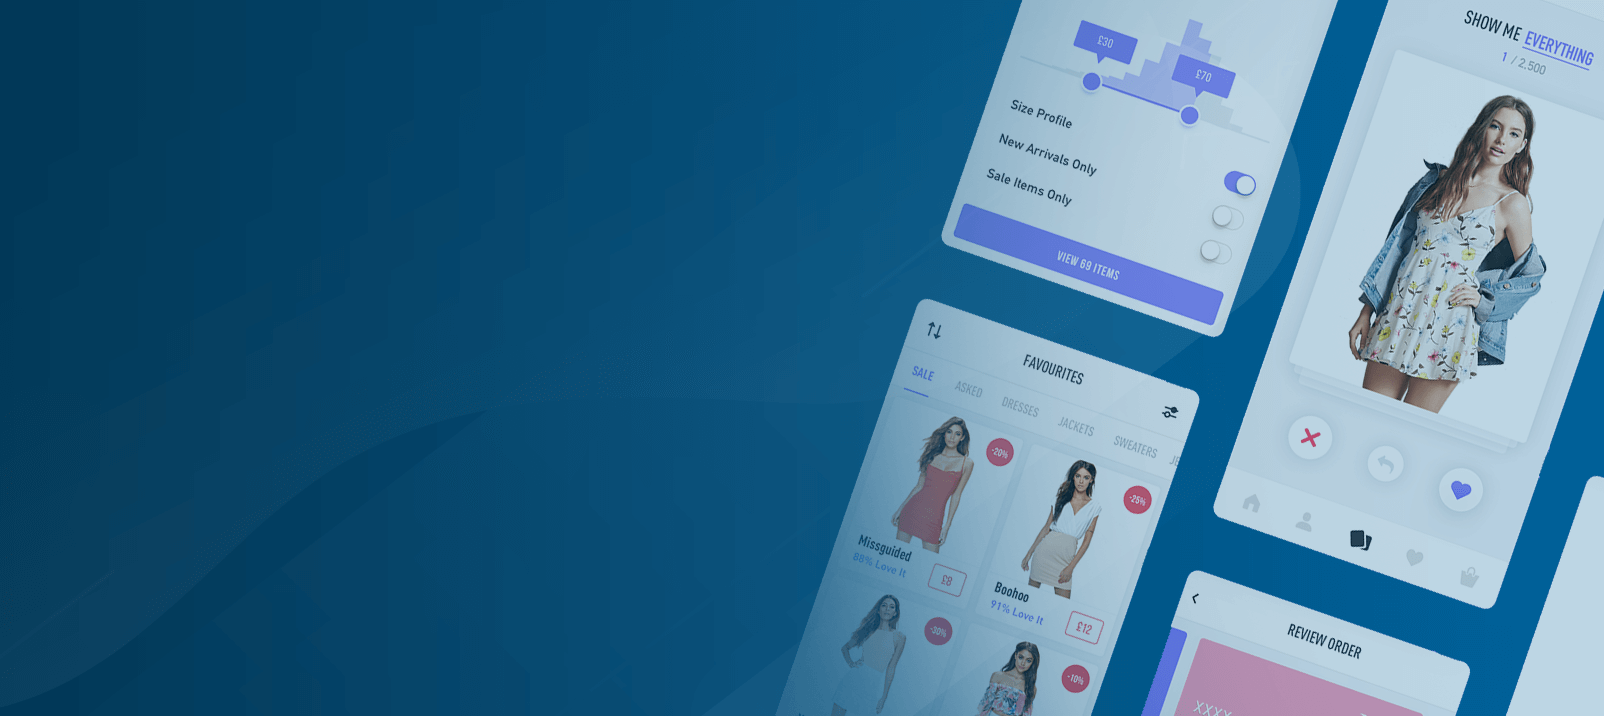 £30
£70
Size Profile
New Arrivals Only
Sale Items Only
VIEW 69 ITEMS
SHOW ME EVERYTHING
1 / 2,500
FAVOURITES
SALE ASKED DRESSES JACKETS SWEATERS
-20%
-25%
Missguided
88% Love It
£8
Boohoo
91% Love It
£12
-30%
-10%
REVIEW ORDER
XXXX